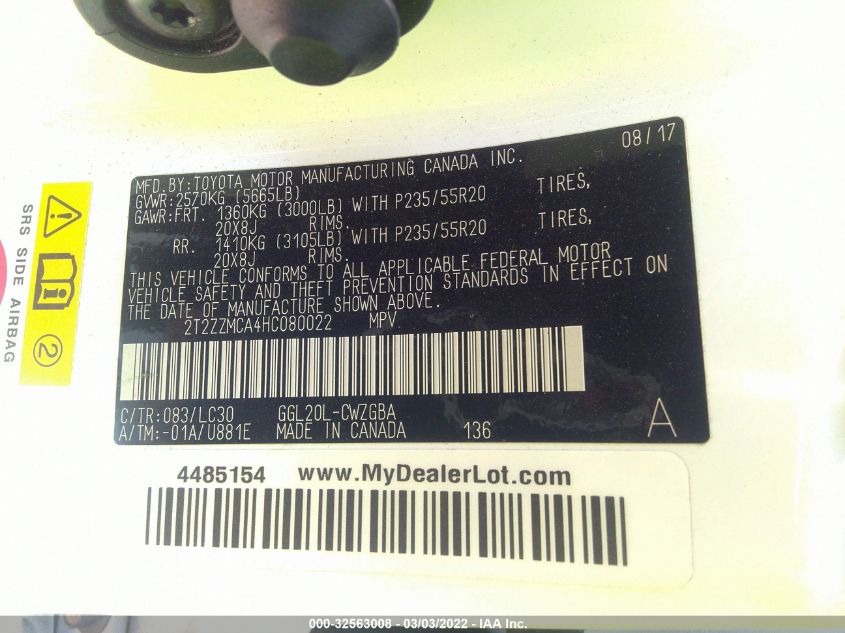 08/17
MFD.BY:TOYOTA MOTOR MANUFACTURING CANADA INC.
GVWR:2570KG (5665LB)
GAWR:FRT. 1360KG (3000LB) WITH P235/55R20 TIRES,
20X8J RIMS.
RR. 1410KG (3105LB) WITH P235/55R20 TIRES,
20X8J RIMS.
THIS VEHICLE CONFORMS TO ALL APPLICABLE FEDERAL MOTOR
VEHICLE SAFETY AND THEFT PREVENTION STANDARDS IN EFFECT ON
THE DATE OF MANUFACTURE SHOWN ABOVE.
2T2ZZMCA4HC080022 MPV
C/TR:083/LC30 GGL20L-CWZGBA
A/TM:-01A/U881E MADE IN CANADA 136 A
SRS SIDE AIRBAG
2
4485154 www.MyDealerLot.com
000-32563008 - 03/03/2022 - IAA Inc.